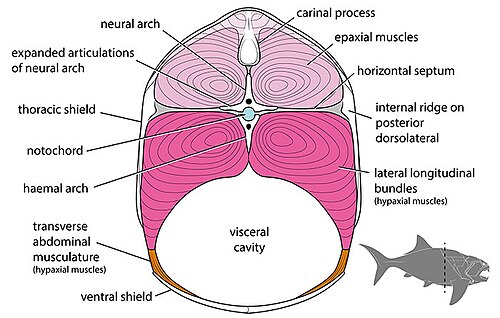 neural arch
expanded articulations
of neural arch
thoracic shield
notochord
haemal arch
transverse
abdominal
musculature
(hypaxial muscles)
ventral shield
carinal process
epaxial muscles
horizontal septum
internal ridge on
posterior
dorsolateral
lateral longitudinal
bundles
(hypaxial muscles)
visceral
cavity